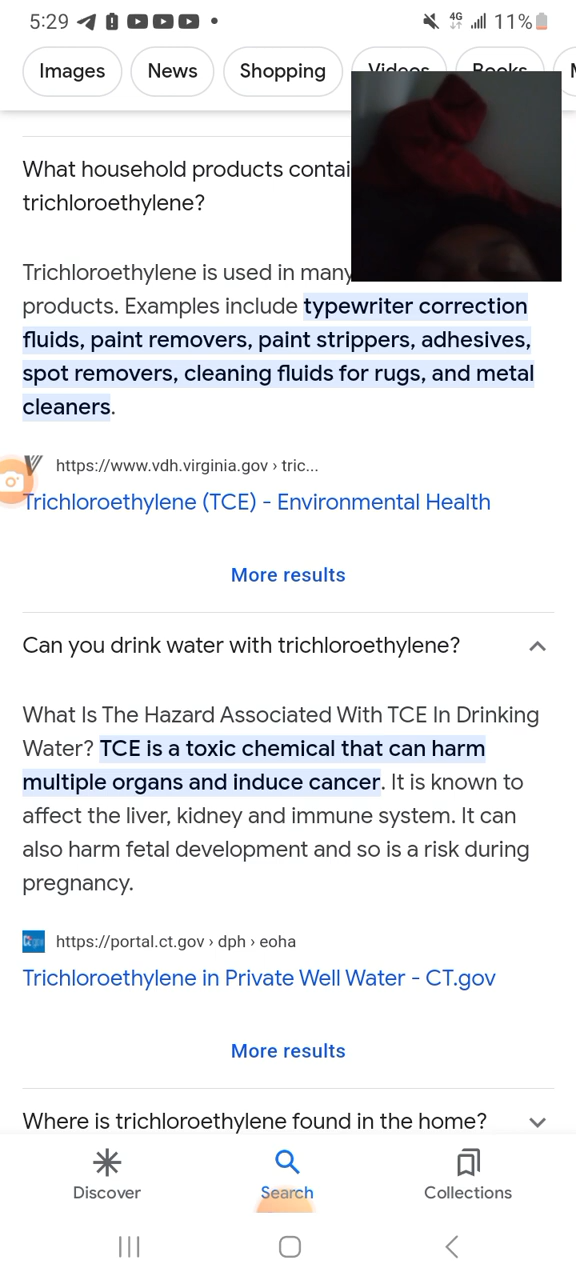 5:29 4G 11%
Images News Shopping Videos Books
What household products contai
trichloroethylene?
Trichloroethylene is used in many
products. Examples include typewriter correction
fluids, paint removers, paint strippers, adhesives,
spot removers, cleaning fluids for rugs, and metal
cleaners.
https://www.vdh.virginia.gov › tric...
Trichloroethylene (TCE) - Environmental Health
More results
Can you drink water with trichloroethylene?
What Is The Hazard Associated With TCE In Drinking
Water? TCE is a toxic chemical that can harm
multiple organs and induce cancer. It is known to
affect the liver, kidney and immune system. It can
also harm fetal development and so is a risk during
pregnancy.
https://portal.ct.gov › dph › eoha
Trichloroethylene in Private Well Water - CT.gov
More results
Where is trichloroethylene found in the home?
Discover Search Collections